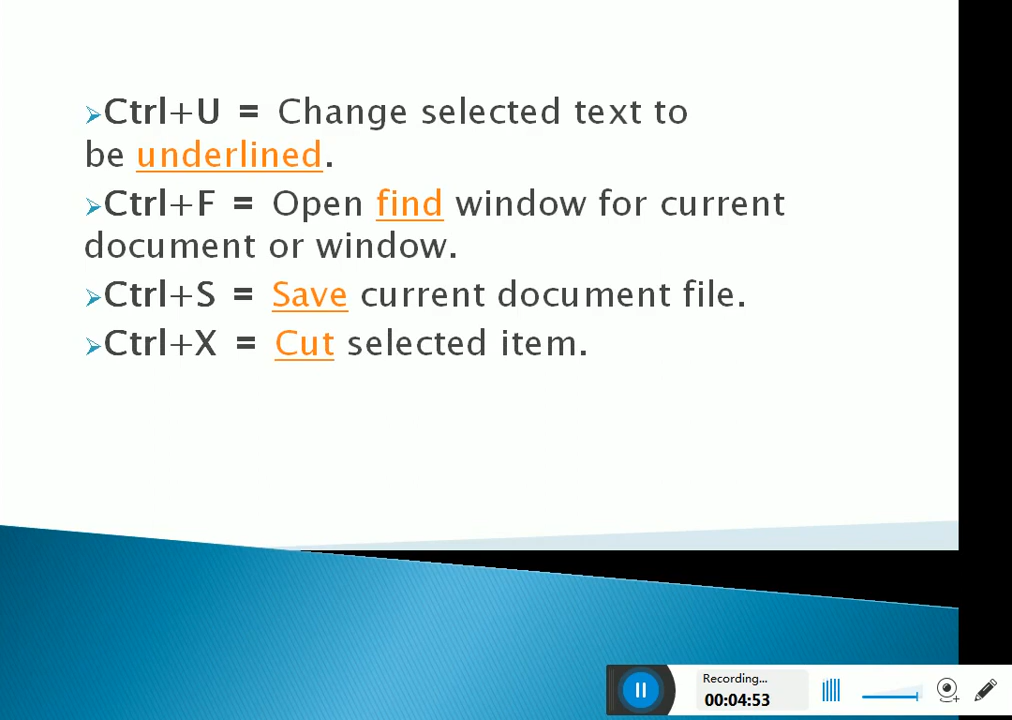 ➢Ctrl+U = Change selected text to
be underlined.
➢Ctrl+F = Open find window for current
document or window.
➢Ctrl+S = Save current document file.
➢Ctrl+X = Cut selected item.
Recording...
00:04:53